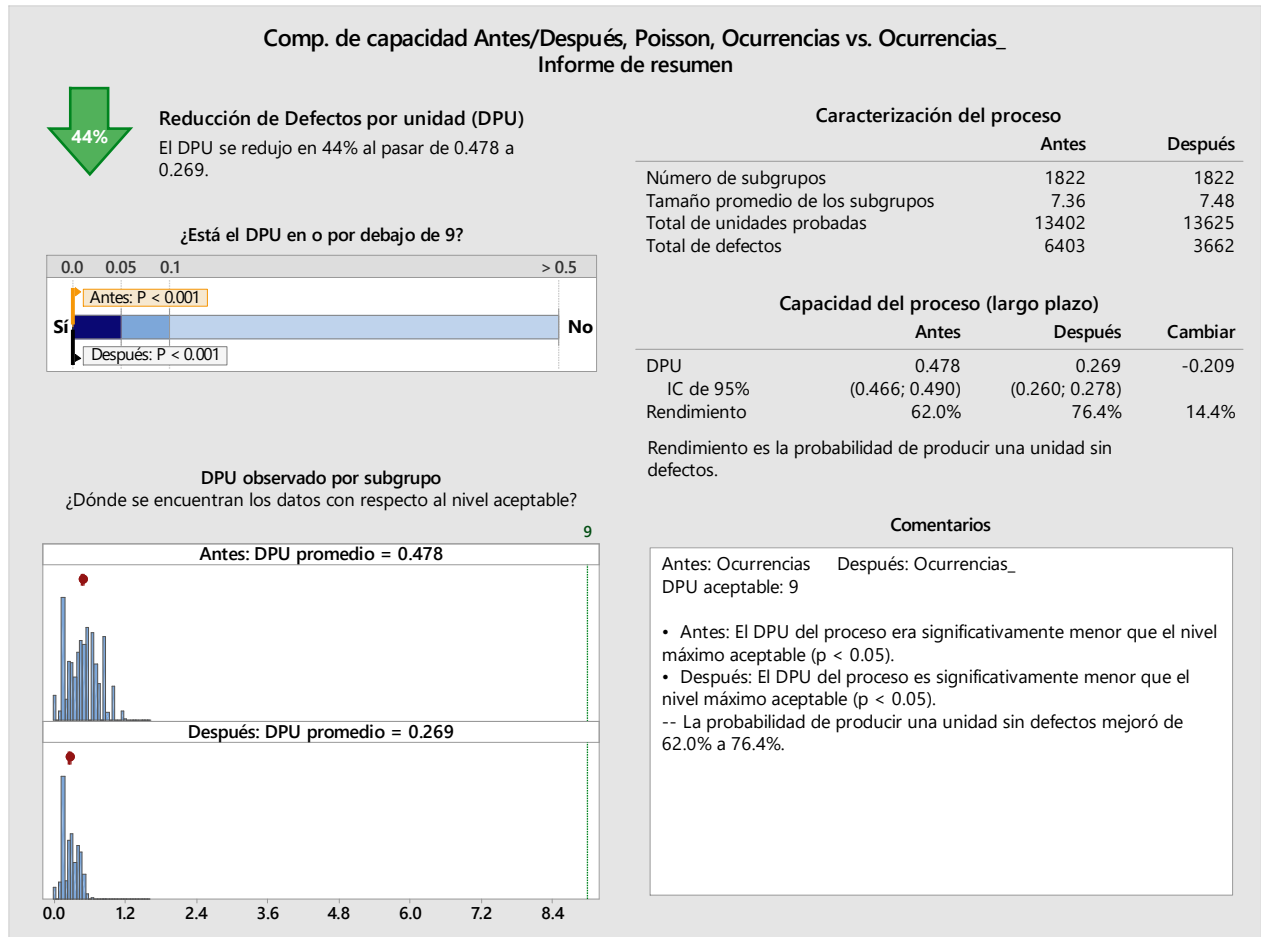 Comp. de capacidad Antes/Después, Poisson, Ocurrencias vs. Ocurrencias_
Informe de resumen
44%
Reducción de Defectos por unidad (DPU)
El DPU se redujo en 44% al pasar de 0.478 a
0.269.
¿Está el DPU en o por debajo de 9?
0.0 0.05 0.1 > 0.5
Antes: P < 0.001
Sí No
Después: P < 0.001
DPU observado por subgrupo
¿Dónde se encuentran los datos con respecto al nivel aceptable?
9
Antes: DPU promedio = 0.478
Después: DPU promedio = 0.269
0.0 1.2 2.4 3.6 4.8 6.0 7.2 8.4
Caracterización del proceso
Antes Después
Número de subgrupos 1822 1822
Tamaño promedio de los subgrupos 7.36 7.48
Total de unidades probadas 13402 13625
Total de defectos 6403 3662
Capacidad del proceso (largo plazo)
Antes Después Cambiar
DPU 0.478 0.269 -0.209
IC de 95% (0.466; 0.490) (0.260; 0.278)
Rendimiento 62.0% 76.4% 14.4%
Rendimiento es la probabilidad de producir una unidad sin
defectos.
Comentarios
Antes: Ocurrencias Después: Ocurrencias_
DPU aceptable: 9
• Antes: El DPU del proceso era significativamente menor que el nivel
máximo aceptable (p < 0.05).
• Después: El DPU del proceso es significativamente menor que el
nivel máximo aceptable (p < 0.05).
-- La probabilidad de producir una unidad sin defectos mejoró de
62.0% a 76.4%.